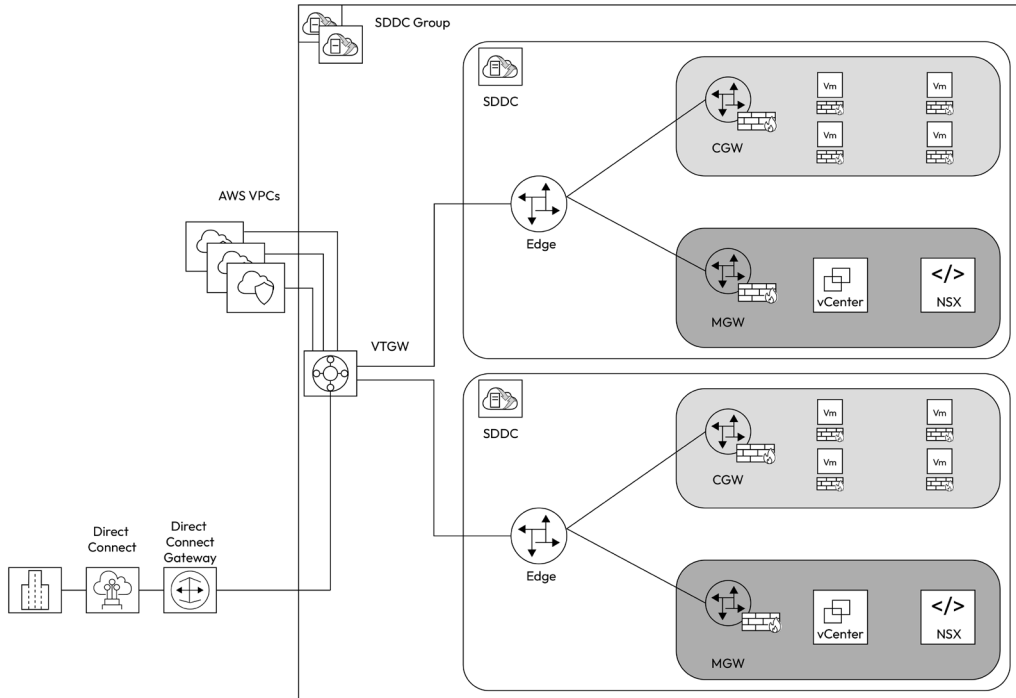 SDDC Group
SDDC
CGW
Vm
Vm
Vm
Vm
AWS VPCs
Edge
MGW
vCenter
</>
NSX
VTGW
SDDC
CGW
Vm
Vm
Vm
Vm
Direct
Connect
Direct
Connect
Gateway
Edge
MGW
vCenter
</>
NSX